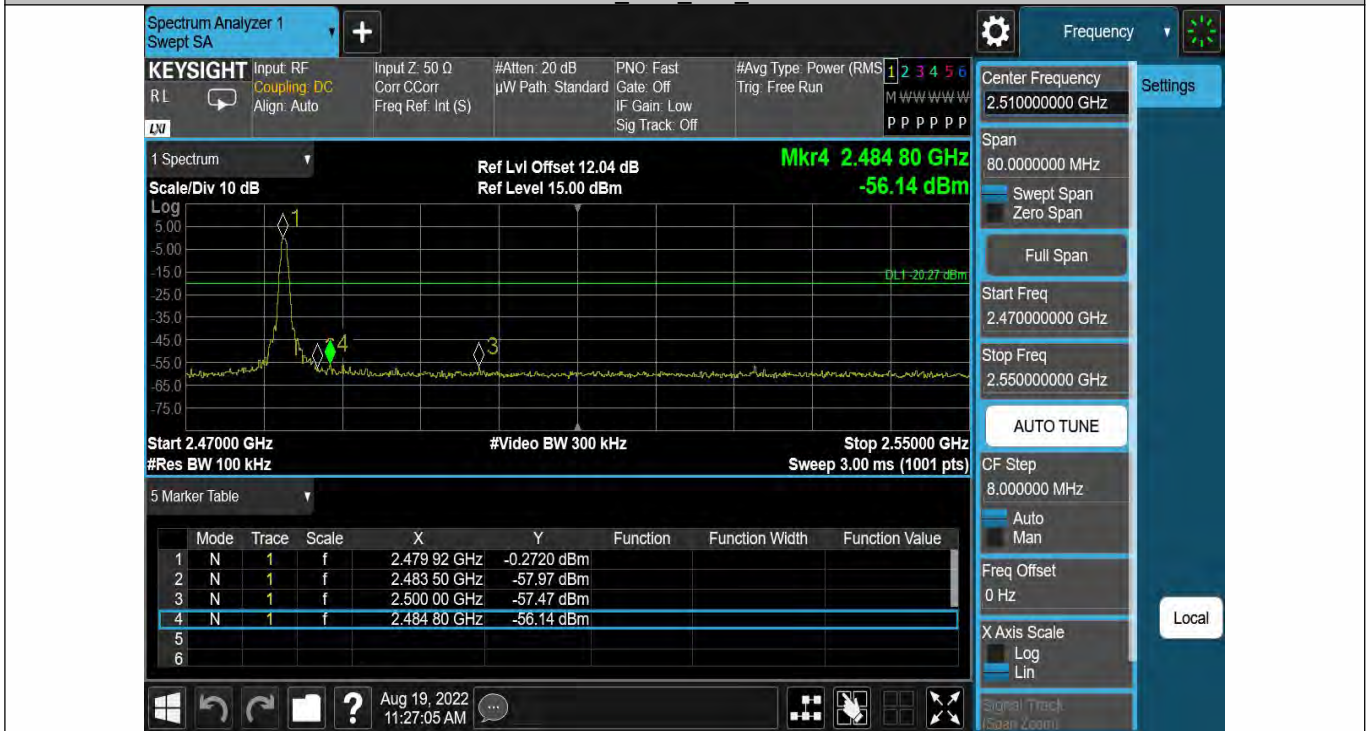 Spectrum Analyzer 1
Swept SA
+
Frequency
KEYSIGHT
R L
LXI
Input: RF
Coupling: DC
Align: Auto
Input Z: 50 Ω
Corr CCorr
Freq Ref: Int (S)
#Atten: 20 dB
µW Path: Standard
PNO: Fast
Gate: Off
IF Gain: Low
Sig Track: Off
#Avg Type: Power (RMS
Trig: Free Run
1 2 3 4 5 6
M W W W W W
P P P P P P
1 Spectrum
Scale/Div 10 dB
Ref Lvl Offset 12.04 dB
Ref Level 15.00 dBm
Mkr4 2.484 80 GHz
-56.14 dBm
Log
5.00
-5.00
-15.0
-25.0
-35.0
-45.0
-55.0
-65.0
-75.0
1
4
3
DL1 -20.27 dBm
Start 2.47000 GHz
#Video BW 300 kHz
Stop 2.55000 GHz
#Res BW 100 kHz
Sweep 3.00 ms (1001 pts)
5 Marker Table
Mode Trace Scale X Y Function Function Width Function Value
1 N 1 f 2.479 92 GHz -0.2720 dBm
2 N 1 f 2.483 50 GHz -57.97 dBm
3 N 1 f 2.500 00 GHz -57.47 dBm
4 N 1 f 2.484 80 GHz -56.14 dBm
5
6
?
Aug 19, 2022
11:27:05 AM
Center Frequency
2.510000000 GHz
Settings
Span
80.0000000 MHz
Swept Span
Zero Span
Full Span
Start Freq
2.470000000 GHz
Stop Freq
2.550000000 GHz
AUTO TUNE
CF Step
8.000000 MHz
Auto
Man
Freq Offset
0 Hz
X Axis Scale
Log
Lin
Signal Track
(Span Zoom)
Local